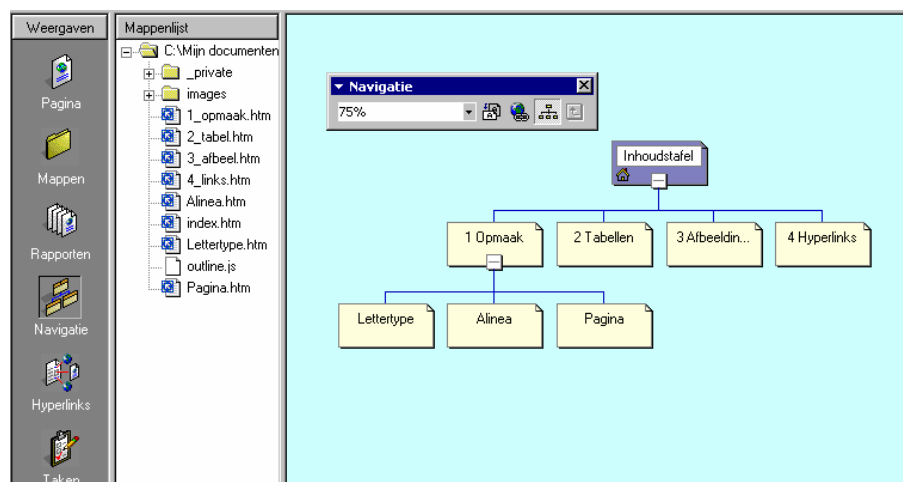 Weergaven
Pagina
Mappen
Rapporten
Navigatie
Hyperlinks
Taken
Mappenlijst
C:\Mijn documenten
_private
images
1_opmaak.htm
2_tabel.htm
3_afbeel.htm
4_links.htm
Alinea.htm
index.htm
Lettertype.htm
outline.js
Pagina.htm
Navigatie
75%
Inhoudstafel
1 Opmaak
2 Tabellen
3 Afbeeldin...
4 Hyperlinks
Lettertype
Alinea
Pagina